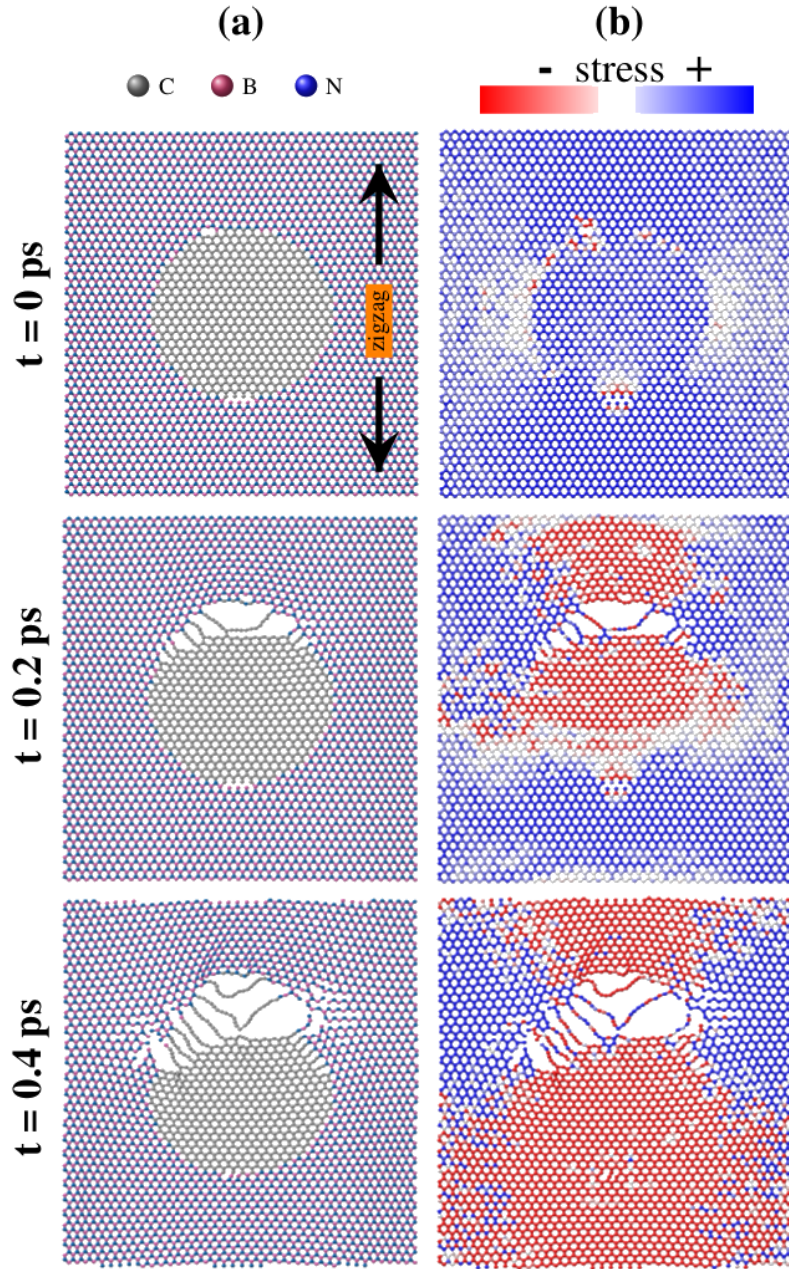 (a) (b)
C B N
- stress +
t = 0 ps
zigzag
t = 0.2 ps
t = 0.4 ps